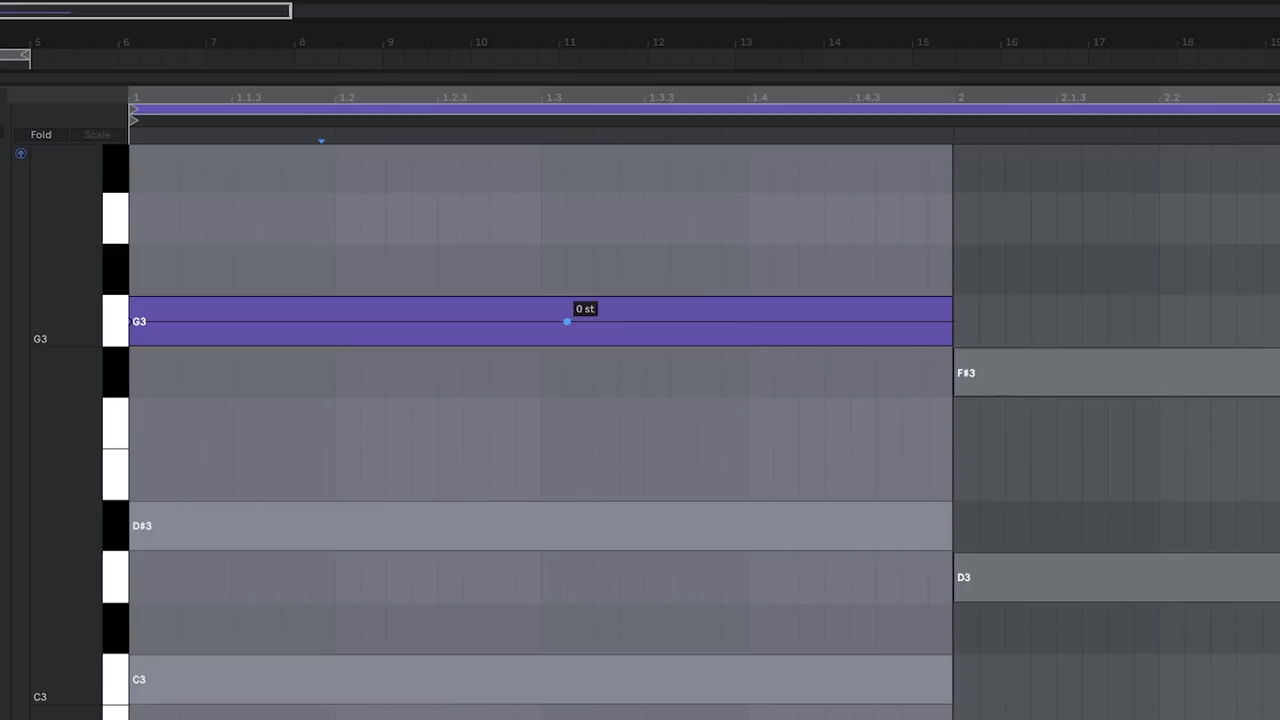 5 6 7 8 9 10 11 12 13 14 15 16 17 18 19
1 1.1.3 1.2 1.2.3 1.3 1.3.3 1.4 1.4.3 2 2.1.3 2.2
Fold Scale
0 st
G3
G3
F#3
D#3
D3
C3
C3